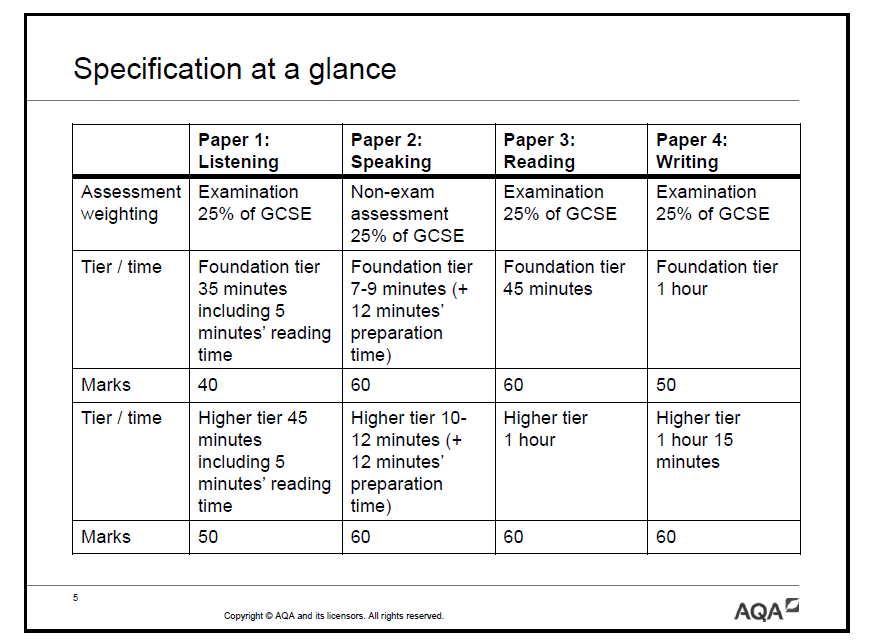 Specification at a glance
Paper 1:
Listening
Paper 2:
Speaking
Paper 3:
Reading
Paper 4:
Writing
Assessment
weighting
Examination
25% of GCSE
Non-exam
assessment
25% of GCSE
Examination
25% of GCSE
Examination
25% of GCSE
Tier / time
Foundation tier
35 minutes
including 5
minutes’ reading
time
Foundation tier
7-9 minutes (+
12 minutes’
preparation
time)
Foundation tier
45 minutes
Foundation tier
1 hour
Marks
40
60
60
50
Tier / time
Higher tier 45
minutes
including 5
minutes’ reading
time
Higher tier 10-
12 minutes (+
12 minutes’
preparation
time)
Higher tier
1 hour
Higher tier
1 hour 15
minutes
Marks
50
60
60
60
5
Copyright © AQA and its licensors. All rights reserved.
AQA